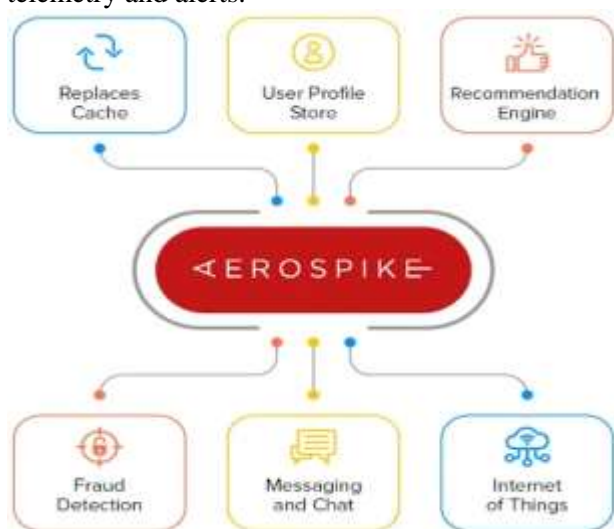 telemetry and alerts.
Replaces
Cache
User Profile
Store
Recommendation
Engine
AEROSPIKE
Fraud
Detection
Messaging
and Chat
Internet
of Things